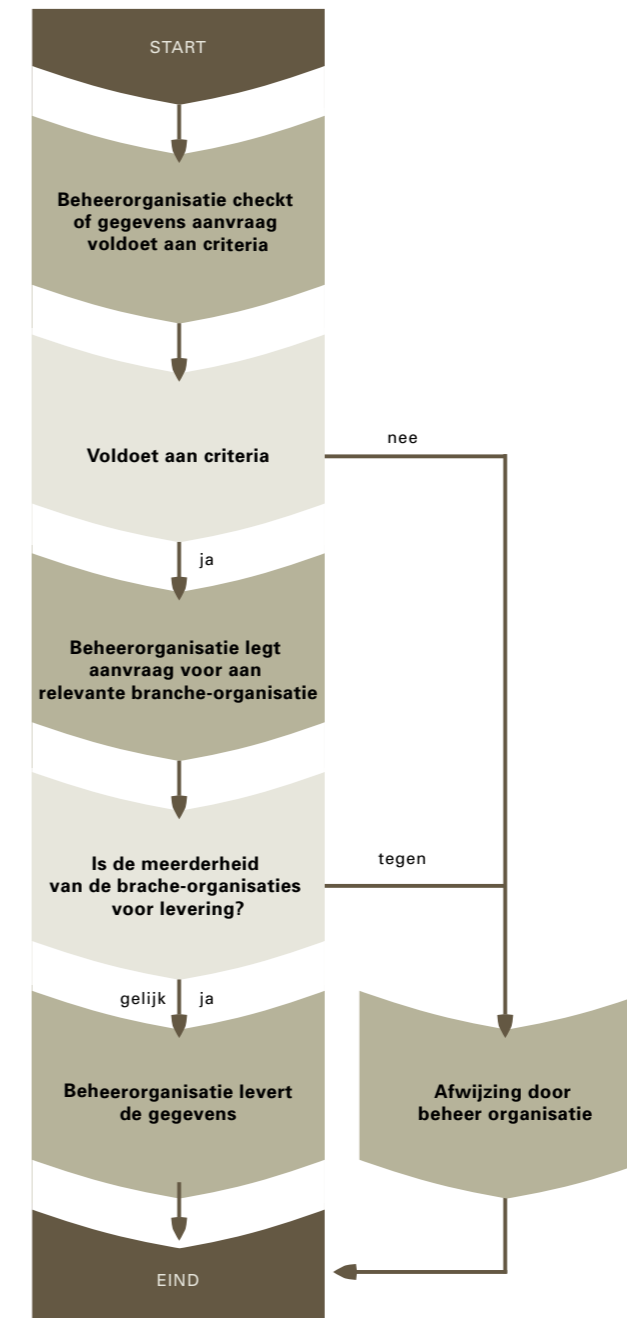 START
Beheerorganisatie checkt
of gegevens aanvraag
voldoet aan criteria
Voldoet aan criteria
nee
ja
Beheerorganisatie legt
aanvraag voor aan
relevante branche-organisatie
Is de meerderheid
van de brache-organisaties
voor levering?
tegen
gelijk
ja
Beheerorganisatie levert
de gegevens
Afwijzing door
beheer organisatie
EIND